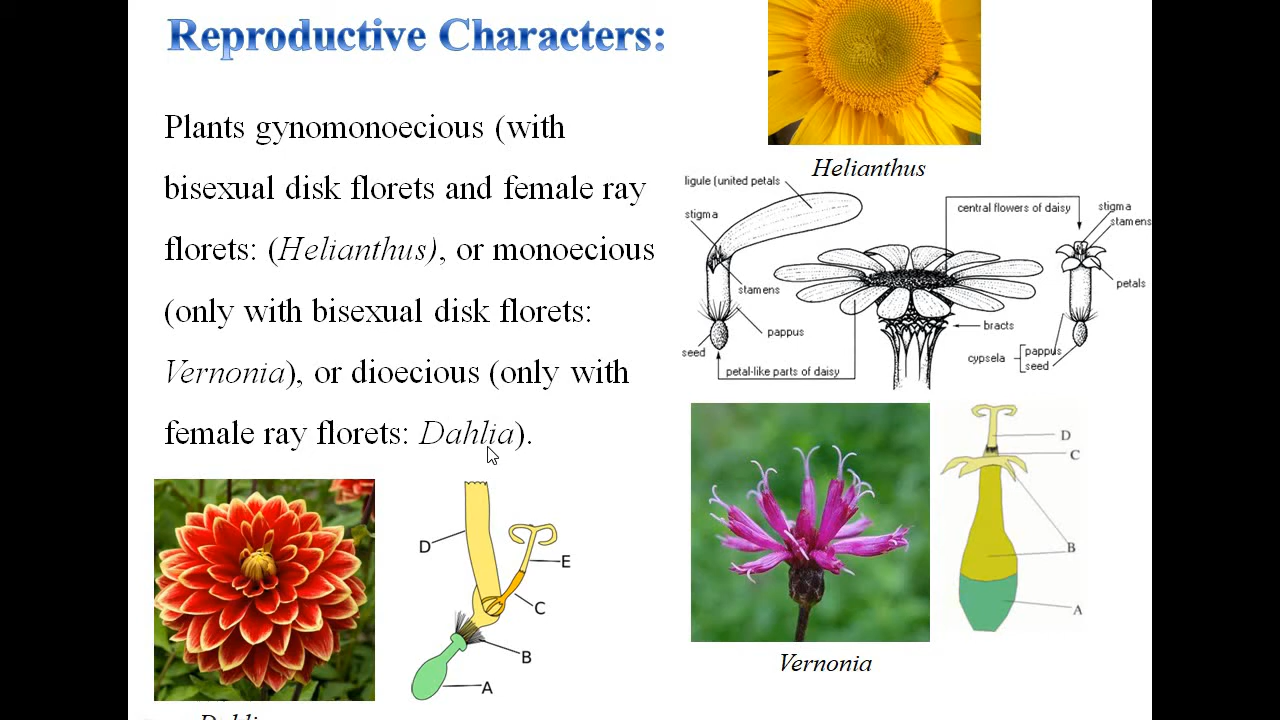 Reproductive Characters:
Plants gynomonoecious (with
bisexual disk florets and female ray
florets: (Helianthus), or monoecious
(only with bisexual disk florets:
Vernonia), or dioecious (only with
female ray florets: Dahlia).
Helianthus
ligule (united petals
stigma
stamens
pappus
seed
petal-like parts of daisy
central flowers of daisy
bracts
stigma
stamens
petals
cypsela
pappus
seed
D
E
C
B
A
D
C
B
A
Vernonia